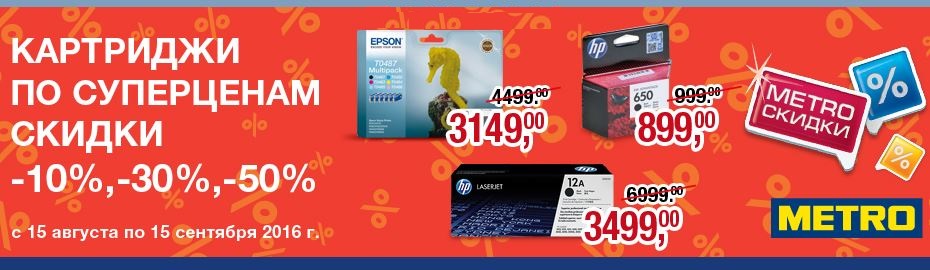 КАРТРИДЖИ
ПО СУПЕРЦЕНАМ
СКИДКИ
-10%,-30%,-50%
с 15 августа по 15 сентября 2016 г.
EPSON
T0487
Multipack
4499.00
3149,00
hp
650
999.00
899,00
hp LASERJET
12A
6999.00
3499,00
METRO
СКИДКИ
%
%
METRO